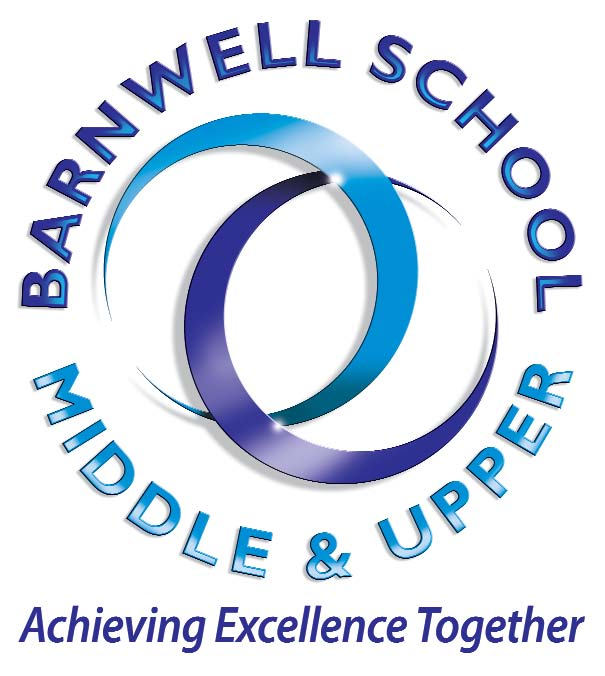 BARNWELL SCHOOL
MIDDLE & UPPER
Achieving Excellence Together